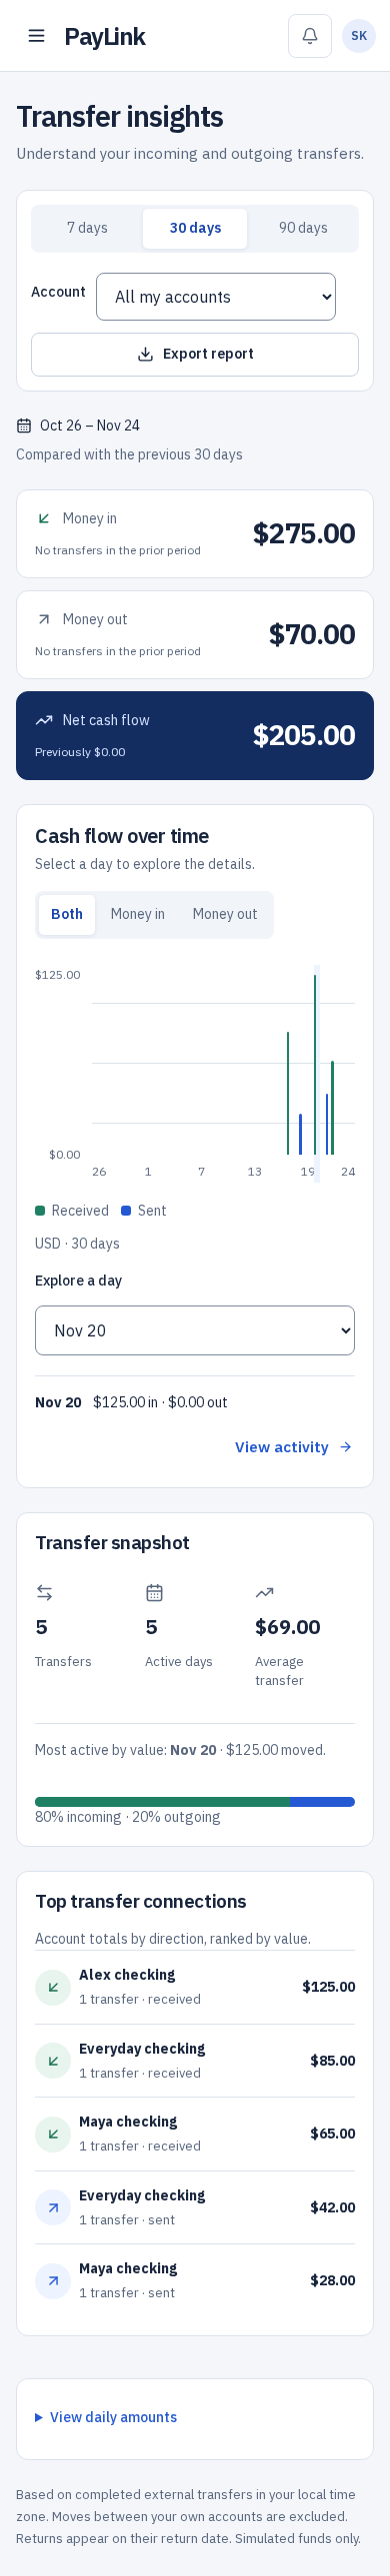 PayLink
SK
Transfer insights
Understand your incoming and outgoing transfers.
7 days
30 days
90 days
Account
All my accounts
Export report
Oct 26 – Nov 24
Compared with the previous 30 days
Money in
No transfers in the prior period
$275.00
Money out
No transfers in the prior period
$70.00
Net cash flow
Previously $0.00
$205.00
Cash flow over time
Select a day to explore the details.
Both
Money in
Money out
$125.00
$0.00
26 1 7 13 19 24
Received
Sent
USD · 30 days
Explore a day
Nov 20
Nov 20 $125.00 in · $0.00 out
View activity
Transfer snapshot
5
Transfers
5
Active days
$69.00
Average
transfer
Most active by value: Nov 20 · $125.00 moved.
80% incoming · 20% outgoing
Top transfer connections
Account totals by direction, ranked by value.
Alex checking
1 transfer · received
$125.00
Everyday checking
1 transfer · received
$85.00
Maya checking
1 transfer · received
$65.00
Everyday checking
1 transfer · sent
$42.00
Maya checking
1 transfer · sent
$28.00
View daily amounts
Based on completed external transfers in your local time
zone. Moves between your own accounts are excluded.
Returns appear on their return date. Simulated funds only.